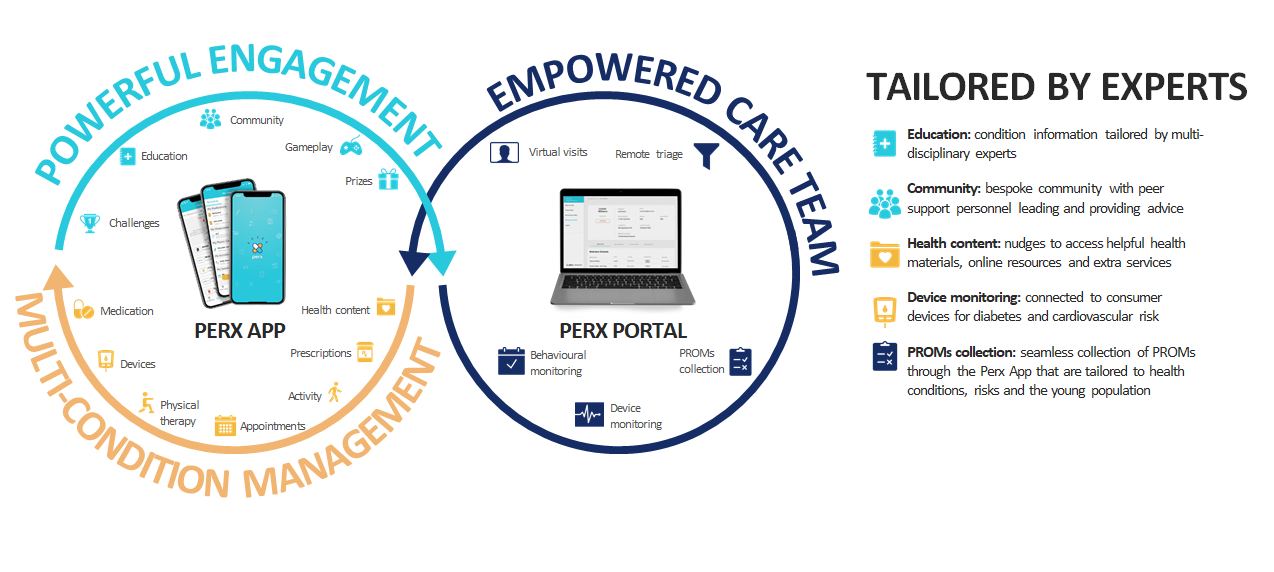 POWERFUL ENGAGEMENT
Community
Gameplay
Education
Prizes
Challenges
perx
PERX APP
Medication
Health content
Devices
Prescriptions
Activity
Physical
therapy
Appointments
MULTI-CONDITION MANAGEMENT
EMPOWERED CARE TEAM
Virtual visits
Remote triage
PERX PORTAL
Behavioural
monitoring
PROMs
collection
Device
monitoring
TAILORED BY EXPERTS
Education: condition information tailored by multi-
disciplinary experts
Community: bespoke community with peer
support personnel leading and providing advice
Health content: nudges to access helpful health
materials, online resources and extra services
Device monitoring: connected to consumer
devices for diabetes and cardiovascular risk
PROMs collection: seamless collection of PROMs
through the Perx App that are tailored to health
conditions, risks and the young population